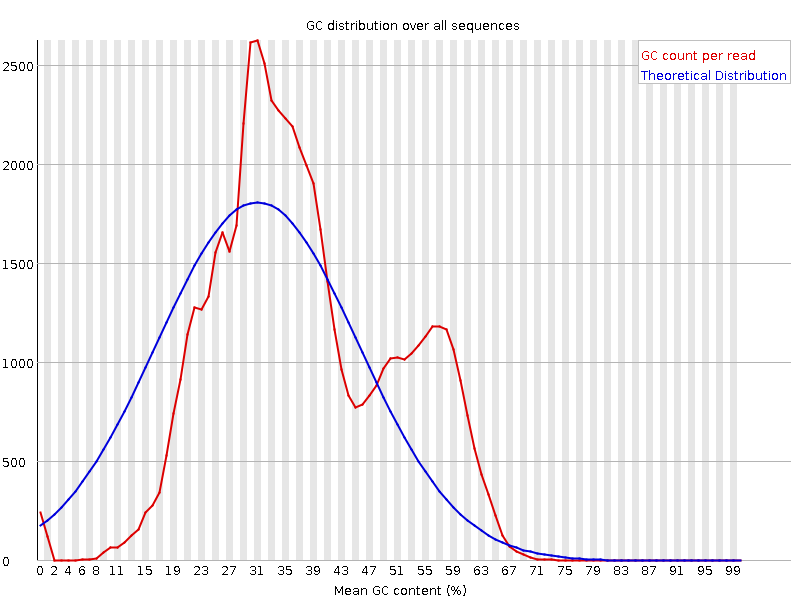 GC distribution over all sequences
GC count per read
Theoretical Distribution
2500
2000
1500
1000
500
0
0 2 4 6 8 11 15 19 23 27 31 35 39 43 47 51 55 59 63 67 71 75 79 83 87 91 95 99
Mean GC content (%)